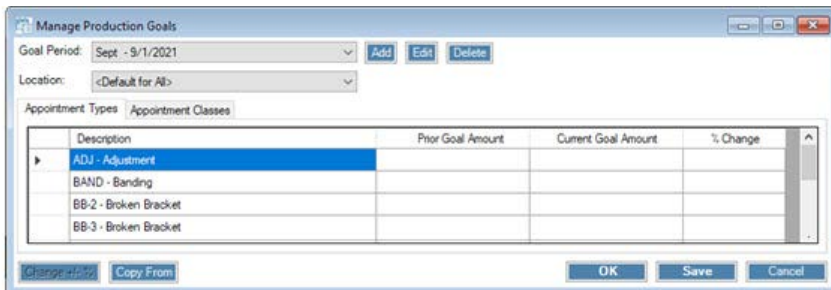 Manage Production Goals
Goal Period: Sept - 9/1/2021 Add Edit Delete
Location: <Default for All>
Appointment Types Appointment Classes
Description Prior Goal Amount Current Goal Amount % Change
ADJ - Adjustment
BAND - Banding
BB-2 - Broken Bracket
BB-3 - Broken Bracket
Change +/- % Copy From OK Save Cancel